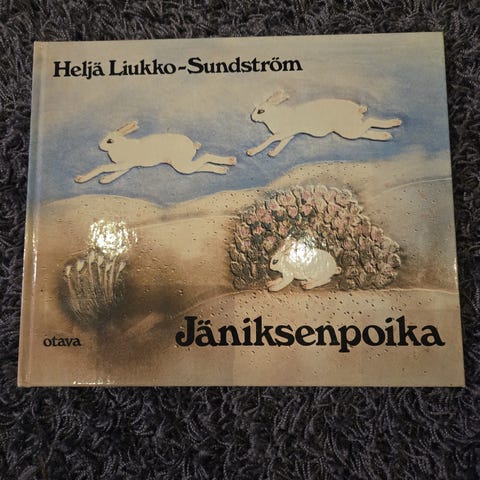 Heljä Liukko-Sundström
otava
Jäniksenpoika